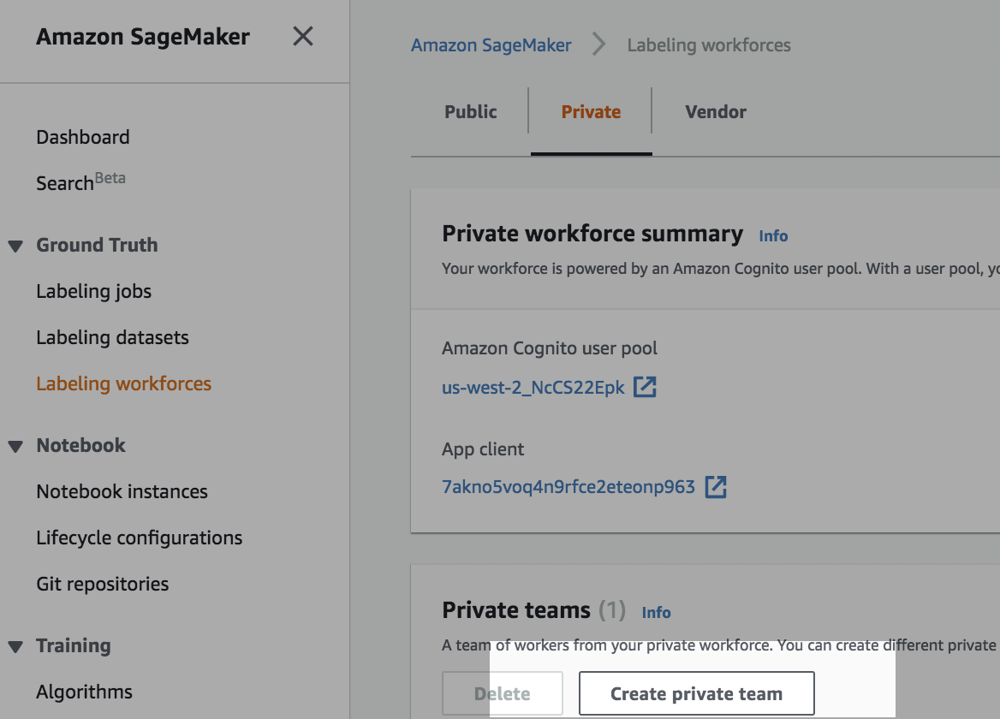 Amazon SageMaker
Amazon SageMaker > Labeling workforces
Public Private Vendor
Dashboard
Search Beta
Ground Truth
Labeling jobs
Labeling datasets
Labeling workforces
Notebook
Notebook instances
Lifecycle configurations
Git repositories
Training
Algorithms
Private workforce summary Info
Your workforce is powered by an Amazon Cognito user pool. With a user pool,
Amazon Cognito user pool
us-west-2_NcCS22Epk
App client
7akno5voq4n9rfce2eteonp963
Private teams (1) Info
A team of workers from your private workforce. You can create different private
Delete Create private team